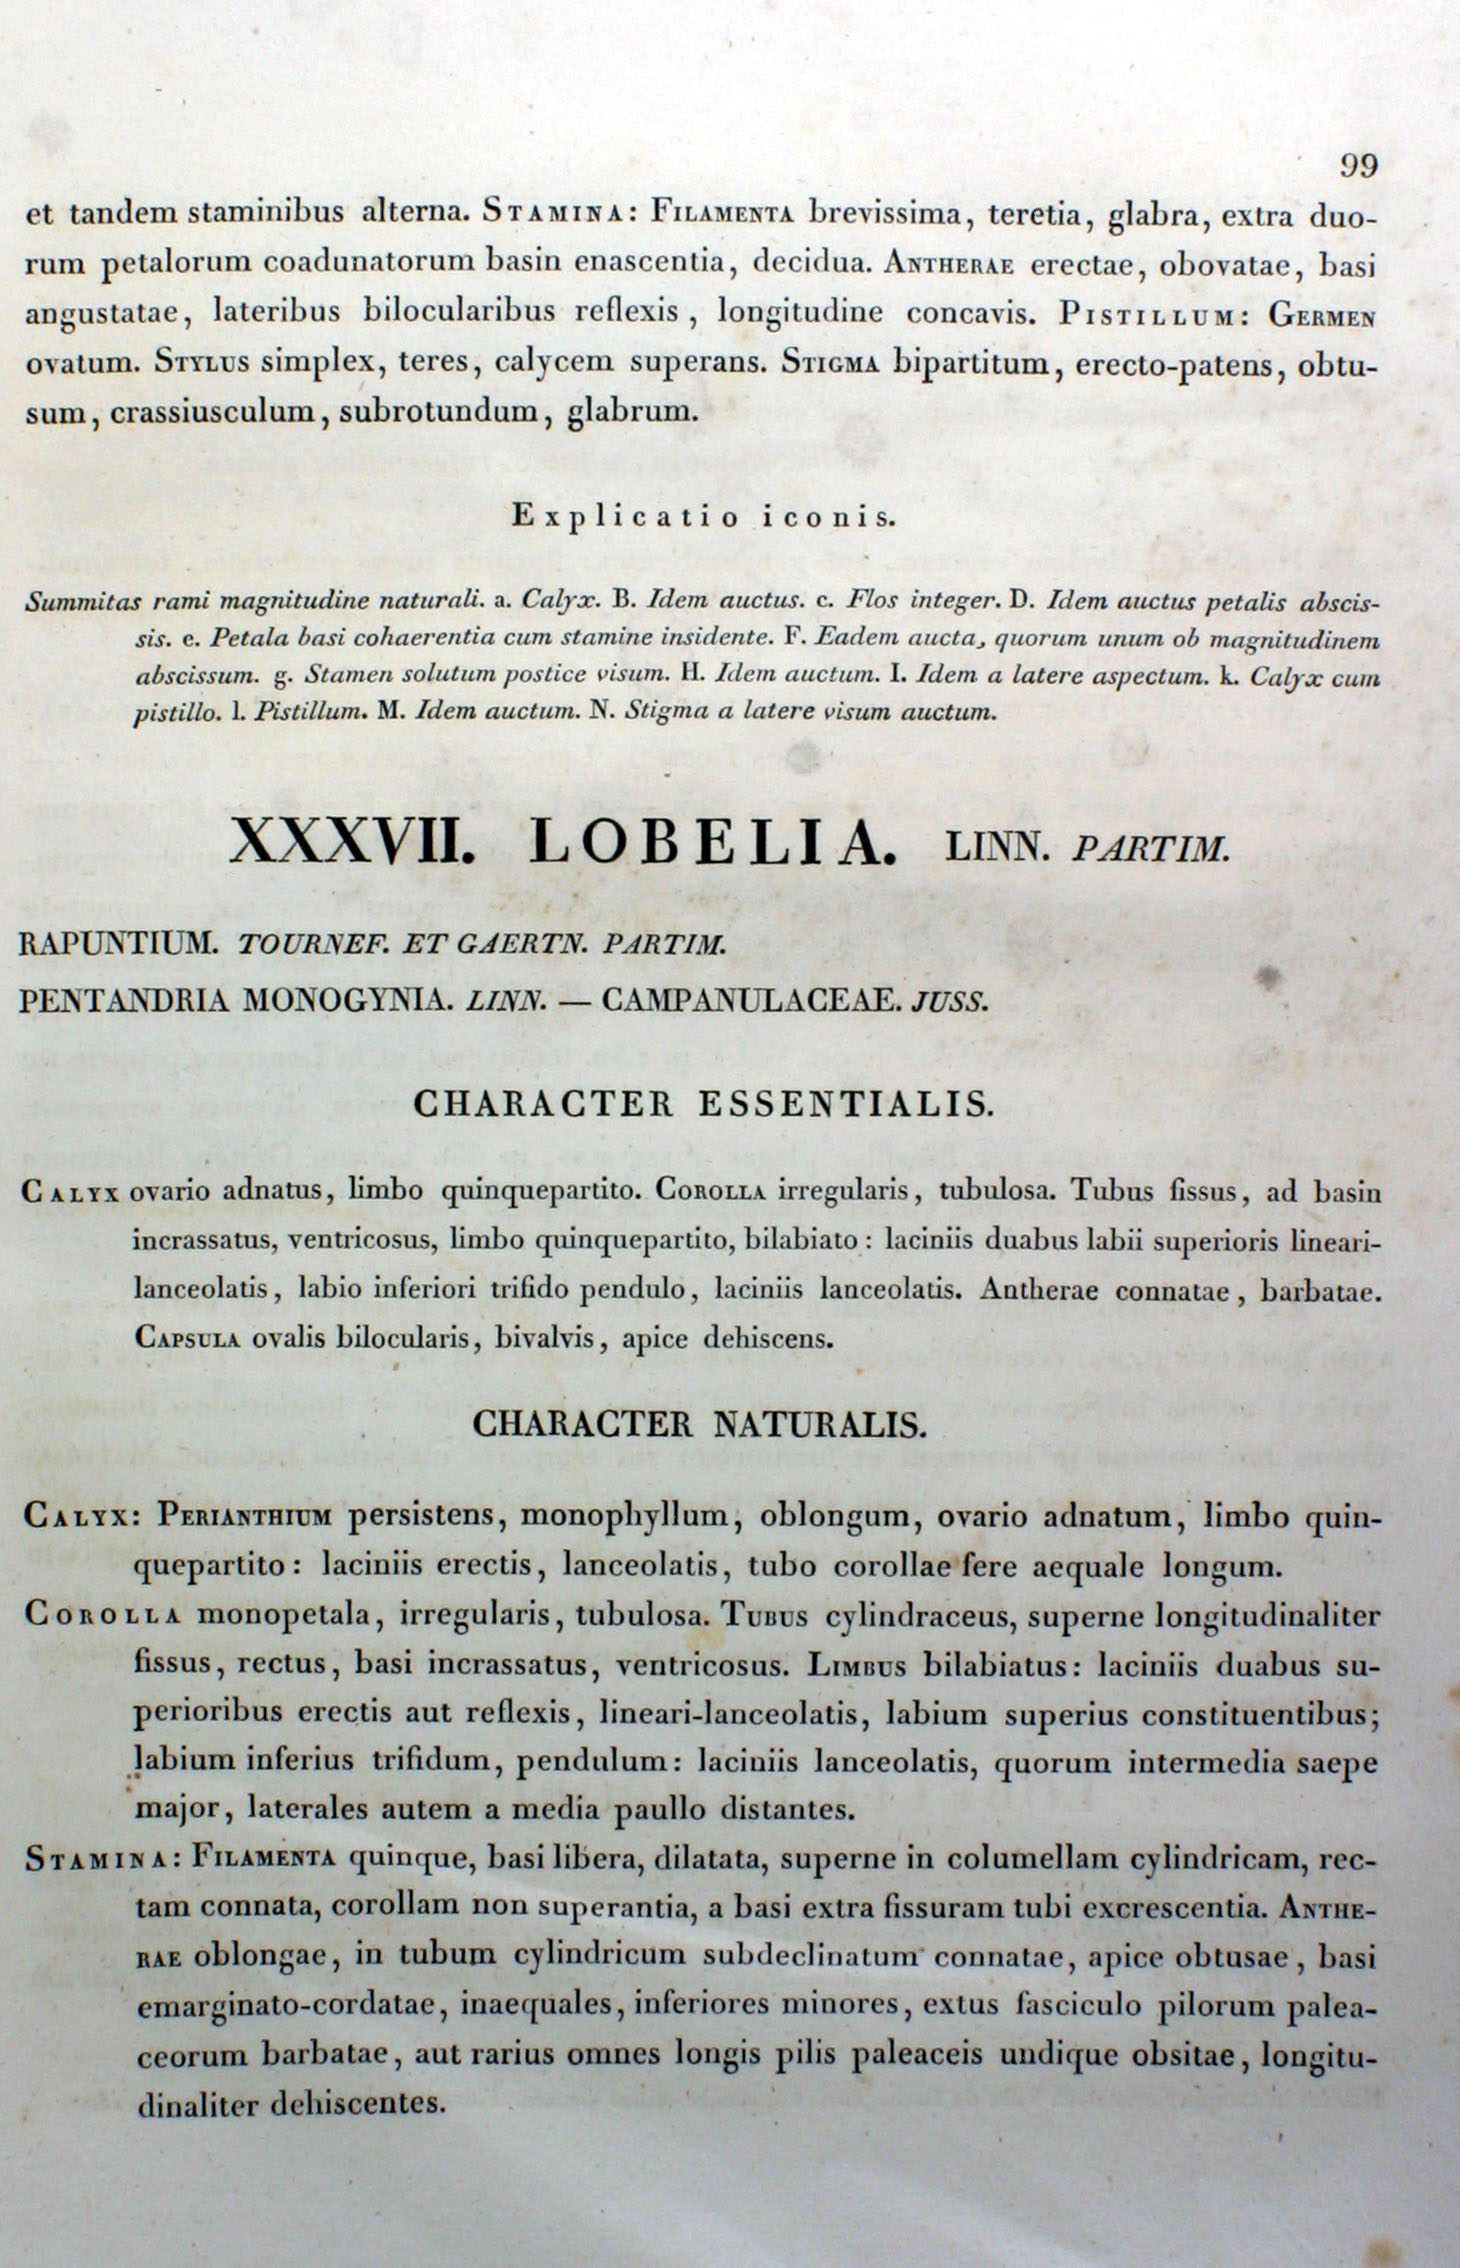 99
et tandem staminibus alterna. STAMINA: FILAMENTA brevissima, teretia, glabra, extra duo-
rum petalorum coadunatorum basin enascentia, decidua. ANTHERAE erectae, obovatae, basi
angustatae, lateribus bilocularibus reflexis, longitudine concavis. PISTILLUM: GERMEN
ovatum. STYLUS simplex, teres, calycem superans. STIGMA bipartitum, erecto-patens, obtu-
sum, crassiusculum, subrotundum, glabrum.
Explicatio iconis.
Summitas rami magnitudine naturali. a. Calyx. B. Idem auctus. c. Flos integer. D. Idem auctus petalis abscis-
sis. e. Petala basi cohaerentia cum stamine insidente. F. Eadem aucta, quorum unum ob magnitudinem
abscissum. g. Stamen solutum postice visum. H. Idem auctum. I. Idem a latere aspectum. k. Calyx cum
pistillo. l. Pistillum. M. Idem auctum. N. Stigma a latere visum auctum.
XXXVII. LOBELIA. LINN. PARTIM.
RAPUNTIUM. TOURNEF. ET GAERTN. PARTIM.
PENTANDRIA MONOGYNIA. LINN. — CAMPANULACEAE. JUSS.
CHARACTER ESSENTIALIS.
CALYX ovario adnatus, limbo quinquepartito. COROLLA irregularis, tubulosa. Tubus fissus, ad basin
incrassatus, ventricosus, limbo quinquepartito, bilabiato: laciniis duabus labii superioris lineari-
lanceolatis, labio inferiori trifido pendulo, laciniis lanceolatis. Antherae connatae, barbatae.
CAPSULA ovalis bilocularis, bivalvis, apice dehiscens.
CHARACTER NATURALIS.
CALYX: PERIANTHIUM persistens, monophyllum, oblongum, ovario adnatum, limbo quin-
quepartito: laciniis erectis, lanceolatis, tubo corollae fere aequale longum.
COROLLA monopetala, irregularis, tubulosa. TUBUS cylindraceus, superne longitudinaliter
fissus, rectus, basi incrassatus, ventricosus. LIMBUS bilabiatus: laciniis duabus su-
perioribus erectis aut reflexis, lineari-lanceolatis, labium superius constituentibus;
labium inferius trifidum, pendulum: laciniis lanceolatis, quorum intermedia saepe
major, laterales autem a media paullo distantes.
STAMINA: FILAMENTA quinque, basi libera, dilatata, superne in columellam cylindricam, rec-
tam connata, corollam non superantia, a basi extra fissuram tubi excrescentia. ANTHE-
RAE oblongae, in tubum cylindricum subdeclinatum connatae, apice obtusae, basi
emarginato-cordatae, inaequales, inferiores minores, extus fasciculo pilorum palea-
ceorum barbatae, aut rarius omnes longis pilis paleaceis undique obsitae, longitu-
dinaliter dehiscentes.